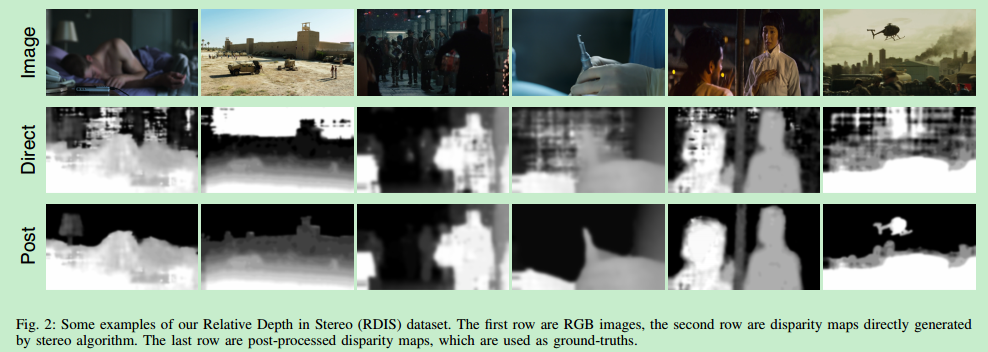 Image
Direct
Post
Fig. 2: Some examples of our Relative Depth in Stereo (RDIS) dataset. The first row are RGB images, the second row are disparity maps directly generated
by stereo algorithm. The last row are post-processed disparity maps, which are used as ground-truths.